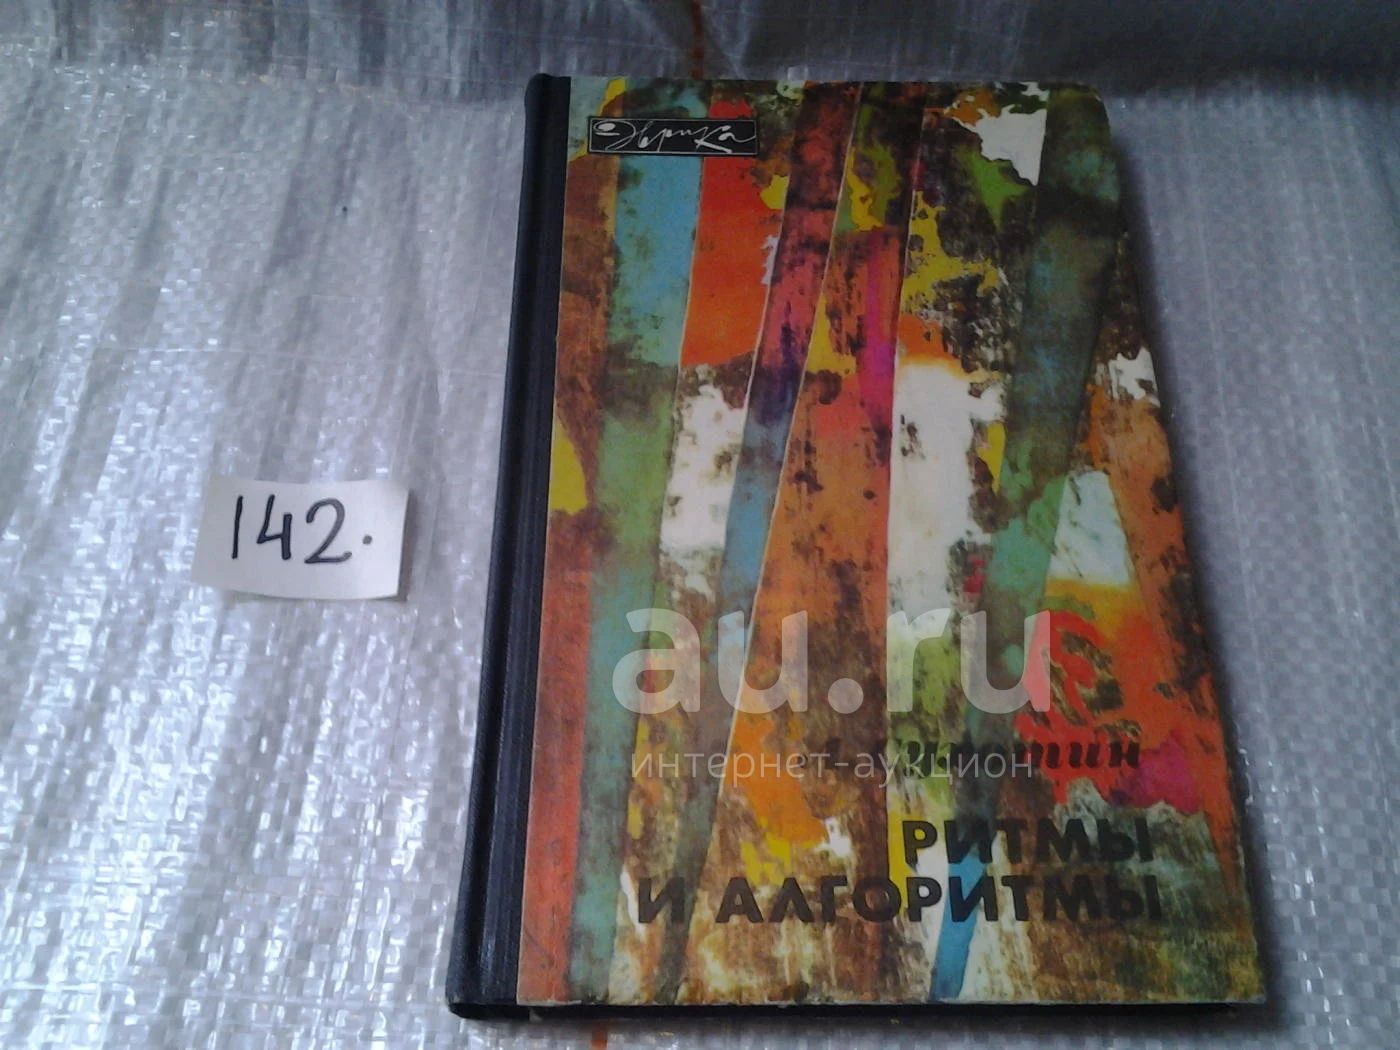 Эврика
142.
au.ru
интернет-аукцион
РИТМЫ
И АЛГОРИТМЫ